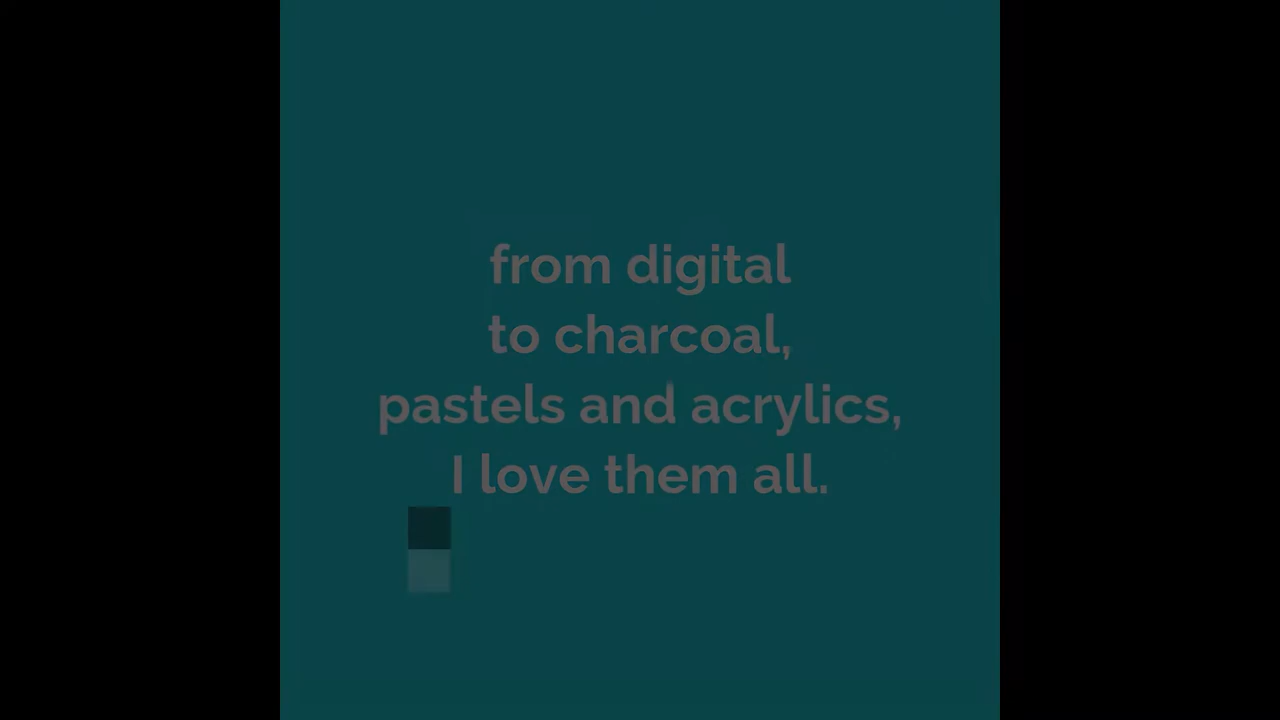 from digital
to charcoal,
pastels and acrylics,
I love them all.